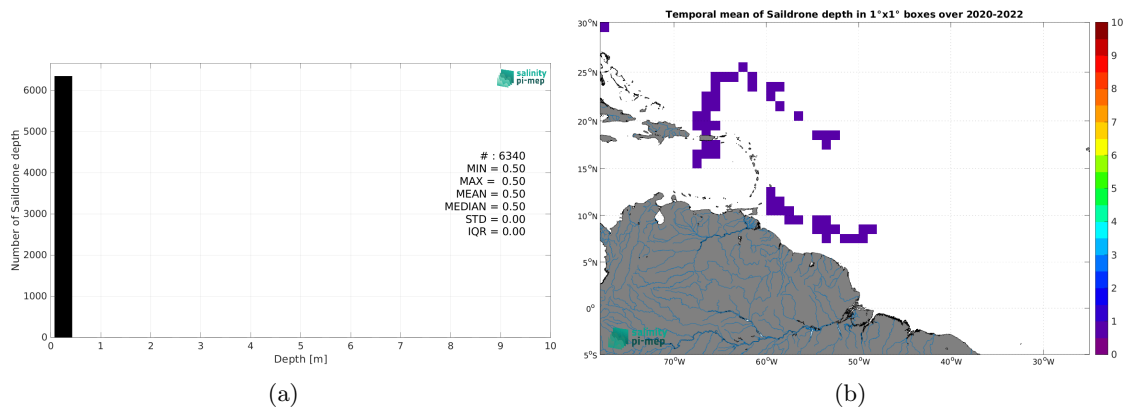 salinity
pi-mep
Number of Saildrone depth
6000
5000
4000
3000
2000
1000
0
# : 6340
MIN = 0.50
MAX = 0.50
MEAN = 0.50
MEDIAN = 0.50
STD = 0.00
IQR = 0.00
0 1 2 3 4 5 6 7 8 9 10
Depth [m]
(a)
Temporal mean of Saildrone depth in 1°x1° boxes over 2020-2022
30°N
25°N
20°N
15°N
10°N
5°N
0°
5°S
70°W 60°W 50°W 40°W 30°W
salinity
pi-mep
10
9
8
7
6
5
4
3
2
1
0
(b)